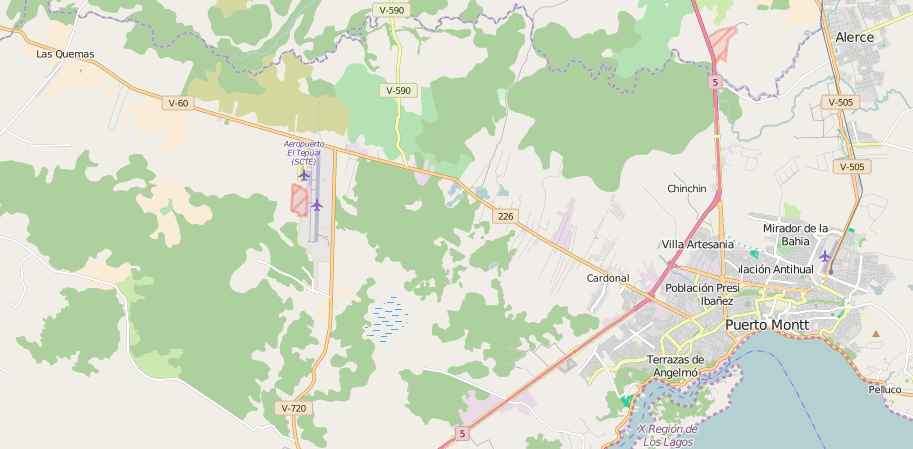 V-590
Alerce
Las Quemas
5
V-590
V-60
V-505
Aeropuerto
El Tepual
(SCTE)
V-505
Chinchin
226
Mirador de la
Bahia
Villa Artesania
olación Antihual
Cardonal
Población Presi
Ibañez
Puerto Montt
Terrazas de
Angelmó
Pelluco
V-720
X Región de
Los Lagos
5